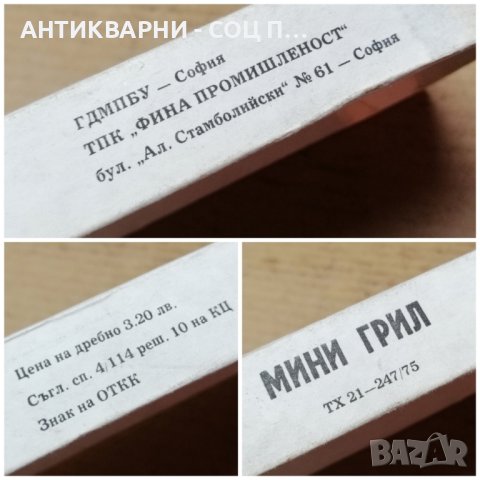 АНТИКВАРНИ - СОЦ П...
ГДМПБУ — София
ТПК „ФИНА ПРОМИШЛЕНОСТ“
бул. „Ал. Стамболийски“ № 61 — София
Цена на дребно 3.20 лв.
Съгл. сп. 4/114 реш. 10 на КЦ
Знак на ОТКК
МИНИ ГРИЛ
ТХ 21—247/75
BAZAR